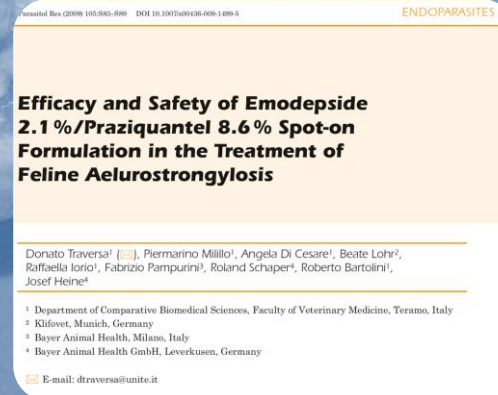 Parasitol Res (2009) 105:S83–S89 DOI 10.1007/s00436-009-1499-5
ENDOPARASITES
Efficacy and Safety of Emodepside
2.1 %/Praziquantel 8.6 % Spot-on
Formulation in the Treatment of
Feline Aelurostrongylosis
Donato Traversa¹ (✉), Piermarino Milillo¹, Angela Di Cesare¹, Beate Lohr²,
Raffaella Iorio¹, Fabrizio Pampurini³, Roland Schaper⁴, Roberto Bartolini¹,
Josef Heine⁴
¹ Department of Comparative Biomedical Sciences, Faculty of Veterinary Medicine, Teramo, Italy
² Klifovet, Munich, Germany
³ Bayer Animal Health, Milano, Italy
⁴ Bayer Animal Health GmbH, Leverkusen, Germany
✉ E-mail: dtraversa@unite.it